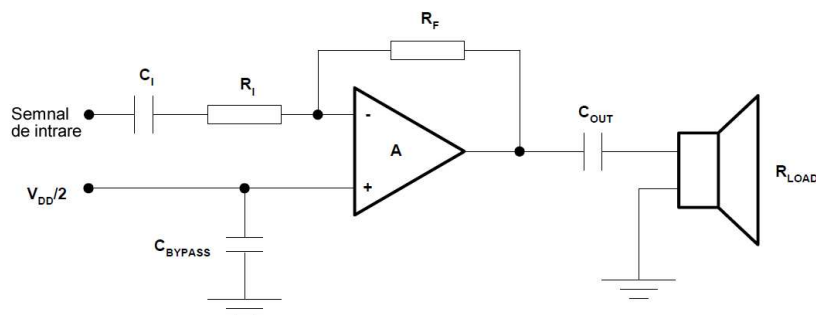 R_F
C_I
R_I
Semnal
de intrare
-
A
C_OUT
R_LOAD
V_DD/2
+
C_BYPASS